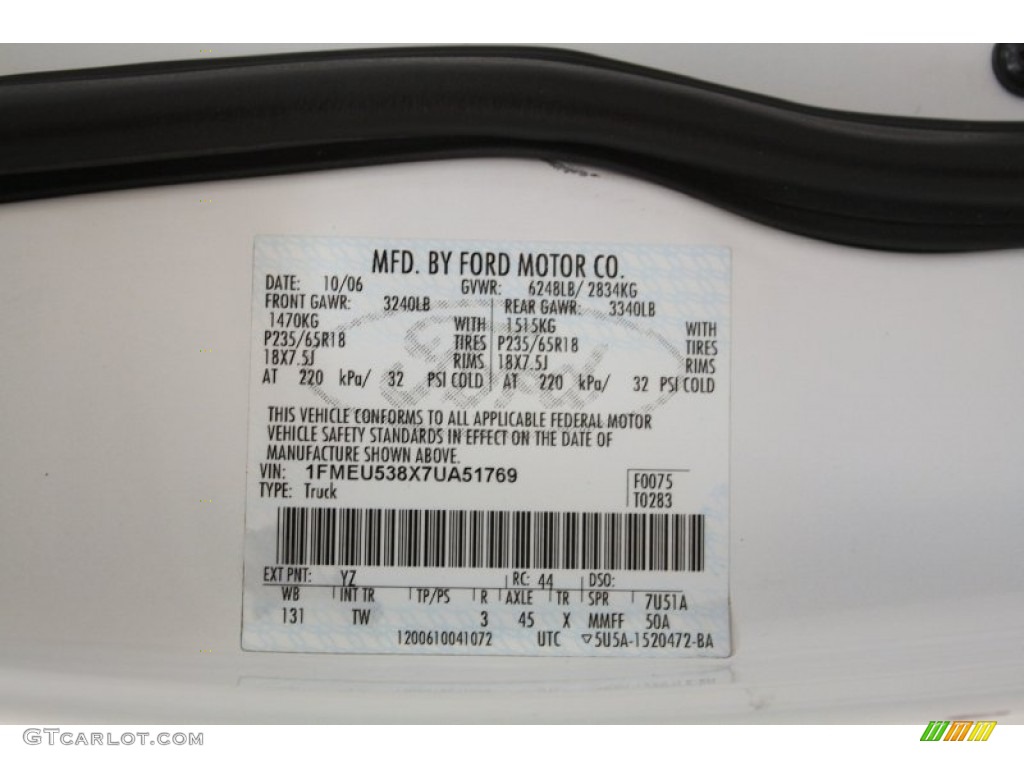 MFD. BY FORD MOTOR CO.
DATE: 10/06 GVWR: 6248LB/ 2834KG
FRONT GAWR: 3240LB REAR GAWR: 3340LB
1470KG WITH 1515KG WITH
P235/65R18 TIRES P235/65R18 TIRES
18X7.5J RIMS 18X7.5J RIMS
AT 220 kPa/ 32 PSI COLD AT 220 kPa/ 32 PSI COLD
Ford
THIS VEHICLE CONFORMS TO ALL APPLICABLE FEDERAL MOTOR
VEHICLE SAFETY STANDARDS IN EFFECT ON THE DATE OF
MANUFACTURE SHOWN ABOVE.
VIN: 1FMEU538X7UA51769
TYPE: Truck
F0075
T0283
EXT PNT: YZ RC: 44 DSO:
WB INT TR TP/PS R AXLE TR SPR 7U51A
131 TW 3 45 X MMFF 50A
1200610041072 UTC ▽5U5A-1520472-BA
GTCARLOT.COM